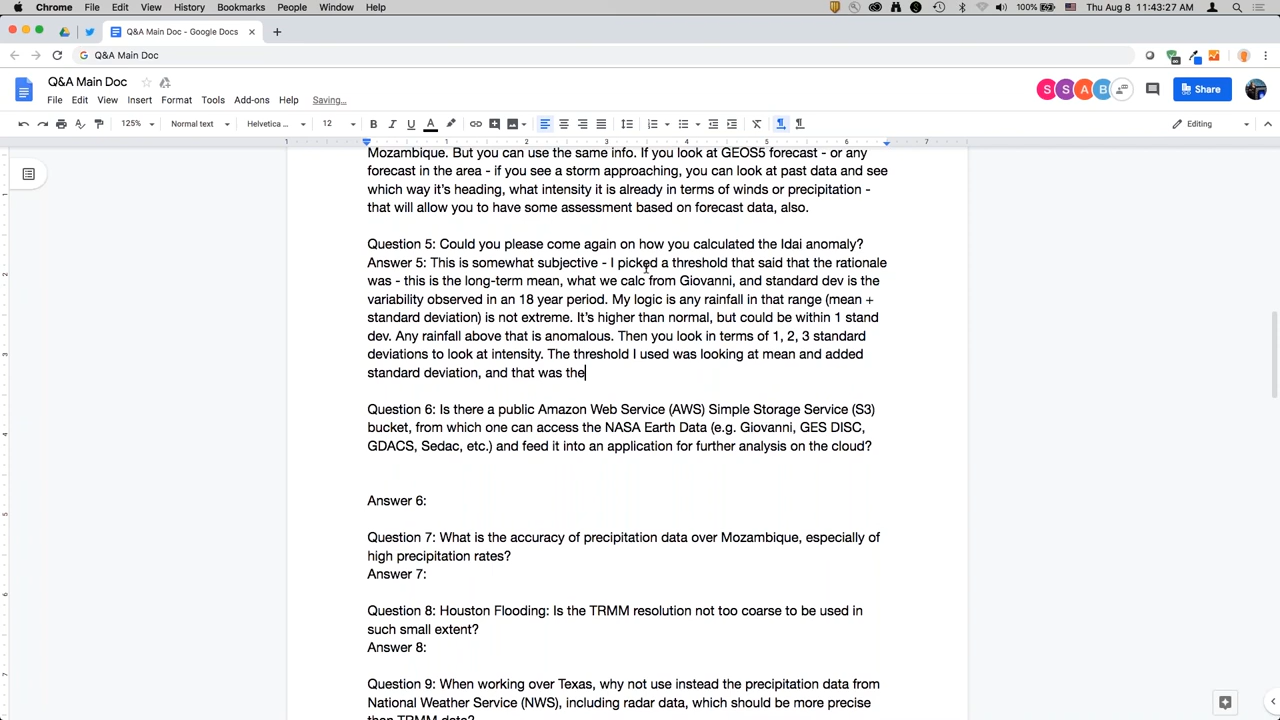 Chrome File Edit View History Bookmarks People Window Help 100% Thu Aug 8 11:43:27 AM
Q&A Main Doc - Google Docs
Q&A Main Doc
Q&A Main Doc
S S A B Share
File Edit View Insert Format Tools Add-ons Help Saving...
125% Normal text Helvetica ... 12 B I U A Editing
1 1 2 3 4 5 6 7
Mozambique. But you can use the same info. If you look at GEOS5 forecast - or any
forecast in the area - if you see a storm approaching, you can look at past data and see
which way it's heading, what intensity it is already in terms of winds or precipitation -
that will allow you to have some assessment based on forecast data, also.
Question 5: Could you please come again on how you calculated the Idai anomaly?
Answer 5: This is somewhat subjective - I picked a threshold that said that the rationale
was - this is the long-term mean, what we calc from Giovanni, and standard dev is the
variability observed in an 18 year period. My logic is any rainfall in that range (mean +
standard deviation) is not extreme. It's higher than normal, but could be within 1 stand
dev. Any rainfall above that is anomalous. Then you look in terms of 1, 2, 3 standard
deviations to look at intensity. The threshold I used was looking at mean and added
standard deviation, and that was the
Question 6: Is there a public Amazon Web Service (AWS) Simple Storage Service (S3)
bucket, from which one can access the NASA Earth Data (e.g. Giovanni, GES DISC,
GDACS, Sedac, etc.) and feed it into an application for further analysis on the cloud?
Answer 6:
Question 7: What is the accuracy of precipitation data over Mozambique, especially of
high precipitation rates?
Answer 7:
Question 8: Houston Flooding: Is the TRMM resolution not too coarse to be used in
such small extent?
Answer 8:
Question 9: When working over Texas, why not use instead the precipitation data from
National Weather Service (NWS), including radar data, which should be more precise
than TRMM data?